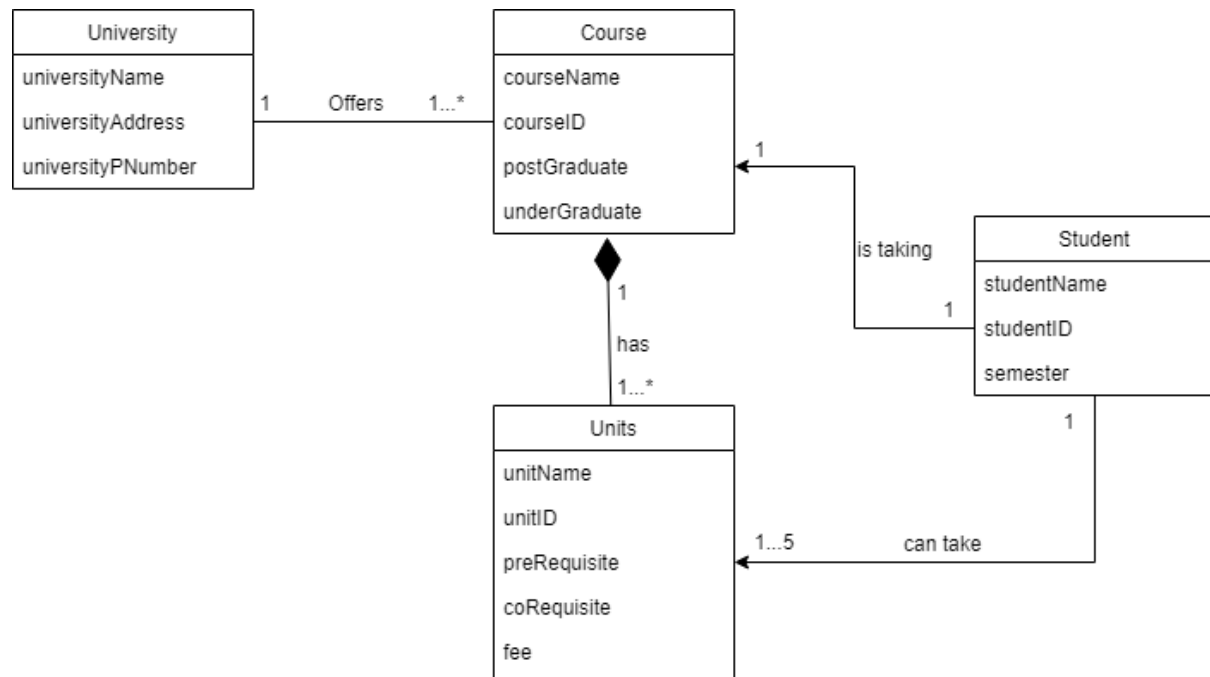 University
universityName
universityAddress
universityPNumber
1 Offers 1...*
Course
courseName
courseID
postGraduate
underGraduate
1
is taking
1
Student
studentName
studentID
semester
1
has
1...*
1
Units
unitName
unitID
preRequisite
coRequisite
fee
1...5 can take